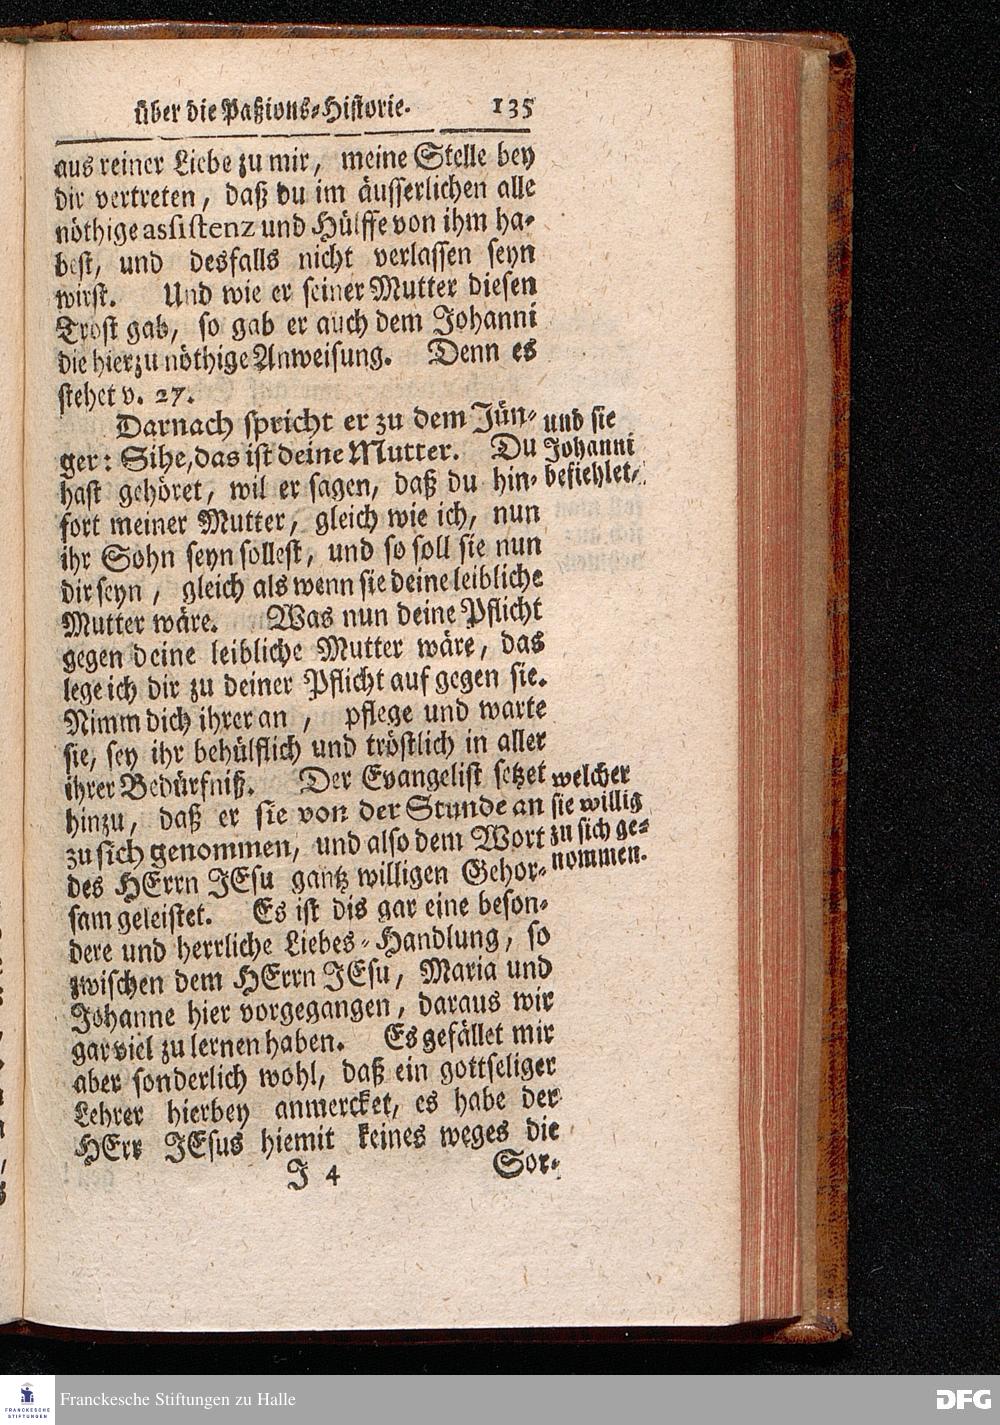 über die Paßions-Historie. 135
aus reiner Liebe zu mir, meine Stelle bey
dir vertreten, daß du im äusserlichen alle
nöthige assistenz und Hülffe von ihm ha-
best, und desfalls nicht verlassen seyn
wirst. Und wie er seiner Mutter diesen
Trost gab, so gab er auch dem Johanni
die hierzu nöthige Anweisung. Denn es
stehet v. 27.
Darnach spricht er zu dem Jün-
ger: Sihe, das ist deine Mutter. Du
hast gehöret, wil er sagen, daß du hin-
fort meiner Mutter, gleich wie ich, nun
ihr Sohn seyn sollest, und so soll sie nun
dir seyn, gleich als wenn sie deine leibliche
Mutter wäre. Was nun deine Pflicht
gegen deine leibliche Mutter wäre, das
lege ich dir zu deiner Pflicht auf gegen sie.
Nimm dich ihrer an, pflege und warte
sie, sey ihr behülflich und tröstlich in aller
ihrer Bedürfniß. Der Evangelist setzet
hinzu, daß er sie von der Stunde an
zu sich genommen, und also dem Wort
des HErrn JEsu gantz willigen Gehor-
sam geleistet. Es ist dis gar eine beson-
dere und herrliche Liebes-Handlung, so
zwischen dem HErrn JEsu, Maria und
Johanne hier vorgegangen, daraus wir
gar viel zu lernen haben. Es gefället mir
aber sonderlich wohl, daß ein gottseliger
Lehrer hierbey anmercket, es habe der
HErr JEsus hiemit keines weges die
J 4 Sor-
und sie
Johanni
befiehlet,
welcher
sie willig
zu sich ge-
nommen.
FRANCKESCHE
STIFTUNGEN
Franckesche Stiftungen zu Halle
DFG